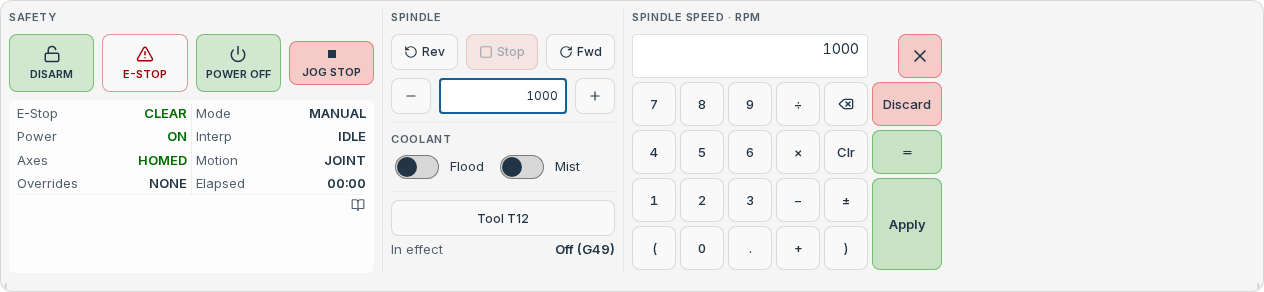 SAFETY
DISARM
E-STOP
POWER OFF
JOG STOP
E-Stop CLEAR
Power ON
Axes HOMED
Overrides NONE
Mode MANUAL
Interp IDLE
Motion JOINT
Elapsed 00:00
SPINDLE
Rev
Stop
Fwd
− 1000 +
COOLANT
Flood
Mist
Tool T12
In effect Off (G49)
SPINDLE SPEED · RPM
1000
7 8 9 ÷ Discard
4 5 6 × Clr =
1 2 3 − ±
Apply
( 0 . + )